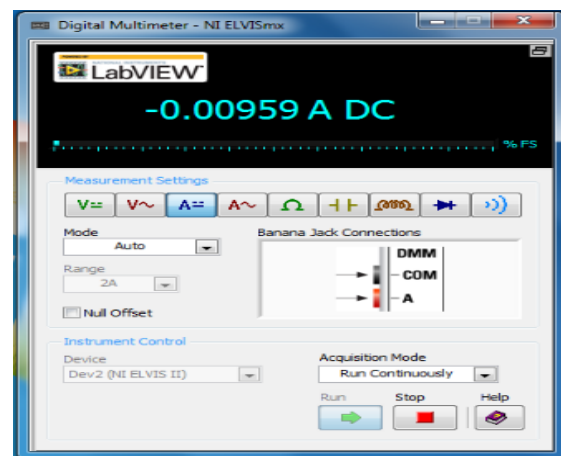 Digital Multimeter - NI ELVISmx
LabVIEW
-0.00959 A DC
% FS
Measurement Settings
V= V~ A= A~ Ω
Mode
Auto
Banana Jack Connections
Range
2A
DMM
COM
A
Null Offset
Instrument Control
Device
Dev2 (NI ELVIS II)
Acquisition Mode
Run Continuously
Run Stop Help